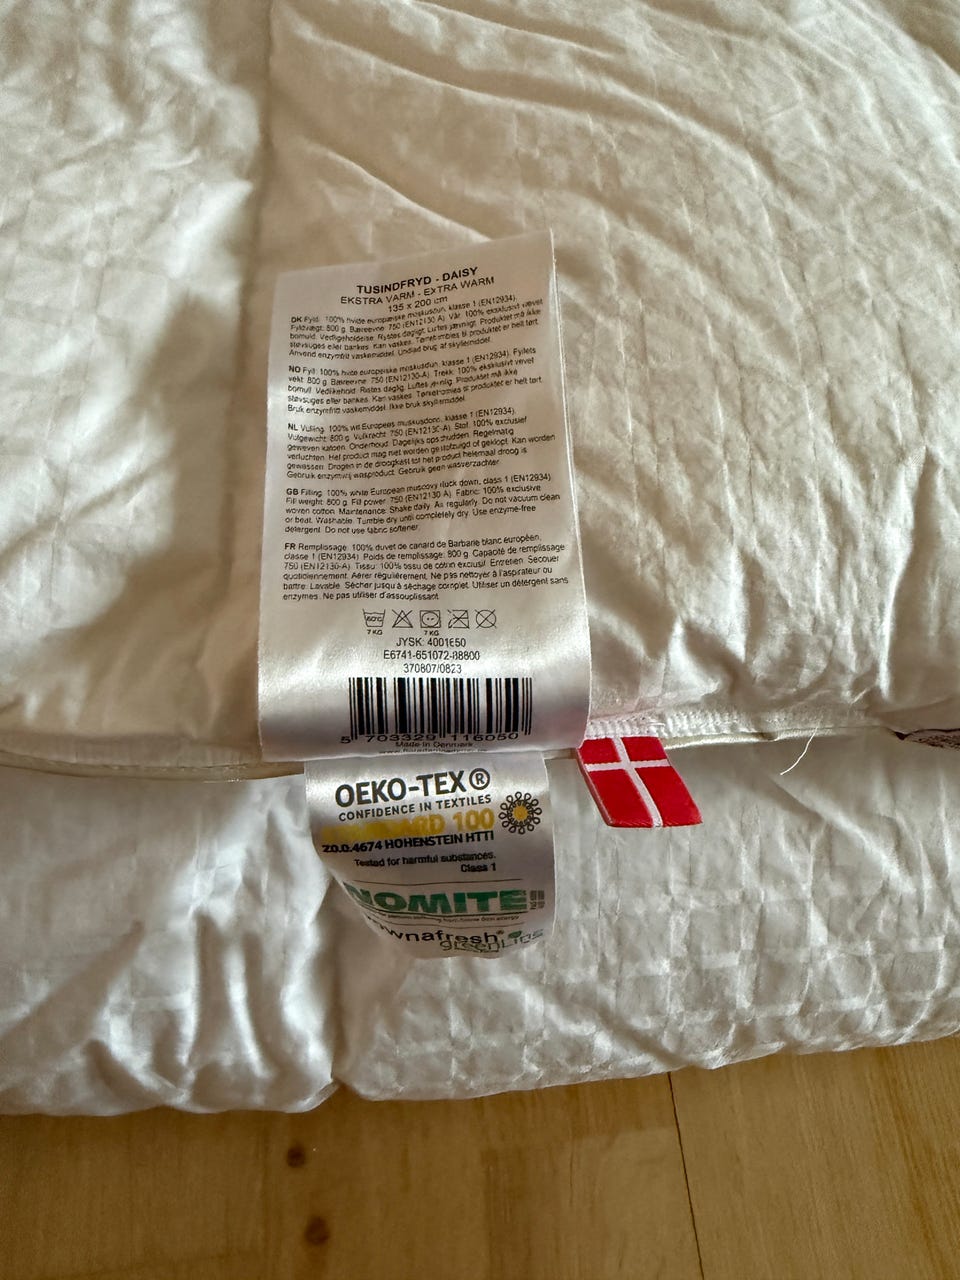 TUSINDFRYD - DAISY
EKSTRA VARM - EXTRA WARM
135 x 200 cm
DK Fyld: 100% hvide europæiske moskusdun, klasse 1 (EN12934).
Fyldvægt: 800 g. Bæreevne: 750 (EN12130-A). Vår: 100% eksklusivt vævet
bomuld. Vedligeholdelse: Rystes dagligt. Luftes jævnligt. Produktet må ikke
støvsuges eller bankes. Kan vaskes. Tørretumbles til produktet er helt tørt.
Anvend enzymfrit vaskemiddel. Undlad brug af skyllemiddel.
NO Fyll: 100% hvite europeiske moskusdun, klasse 1 (EN12934). Fyllets
vekt: 800 g. Bæreevne: 750 (EN12130-A). Trekk: 100% eksklusivt vevet
bomull. Vedlikehold: Ristes daglig. Luftes jevnlig. Produktet må ikke
støvsuges eller bankes. Kan vaskes. Tørketromles til produktet er helt tørt.
Bruk enzymfritt vaskemiddel. Ikke bruk skyllemiddel.
NL Vulling: 100% wit Europees muskusdons, klasse 1 (EN12934).
Vulgewicht: 800 g. Vulkracht: 750 (EN12130-A). Stof: 100% exclusief
geweven katoen. Onderhoud: Dagelijks opschudden. Regelmatig
verluchten. Het product mag niet worden gestofzuigd of geklopt. Kan worden
gewassen. Drogen in de droogkast tot het product helemaal droog is.
Gebruik enzymvrij wasproduct. Gebruik geen wasverzachter.
GB Filling: 100% white European muscovy duck down, class 1 (EN12934).
Fill weight: 800 g. Fill power: 750 (EN12130-A). Fabric: 100% exclusive
woven cotton. Maintenance: Shake daily. Air regularly. Do not vacuum clean
or beat. Washable. Tumble dry until completely dry. Use enzyme-free
detergent. Do not use fabric softener.
FR Remplissage: 100% duvet de canard de Barbarie blanc européen,
classe 1 (EN12934). Poids de remplissage: 800 g. Capacité de remplissage:
750 (EN12130-A). Tissu: 100% tissu de coton exclusif. Entretien: Secouer
quotidiennement. Aérer régulièrement. Ne pas nettoyer à l'aspirateur ou
battre. Lavable. Sécher jusqu'à séchage complet. Utiliser un détergent sans
enzymes. Ne pas utiliser d'assouplissant.
60°C
7 KG 7 KG
JYSK: 4001650
E6741-651072-88800
370807/0823
5 703329 116050
Made in Denmark
OEKO-TEX®
CONFIDENCE IN TEXTILES
100
Z.0.0.4674 HOHENSTEIN HTTI
Tested for harmful substances.
Class 1
NOMITE
wnafresh®
greenline